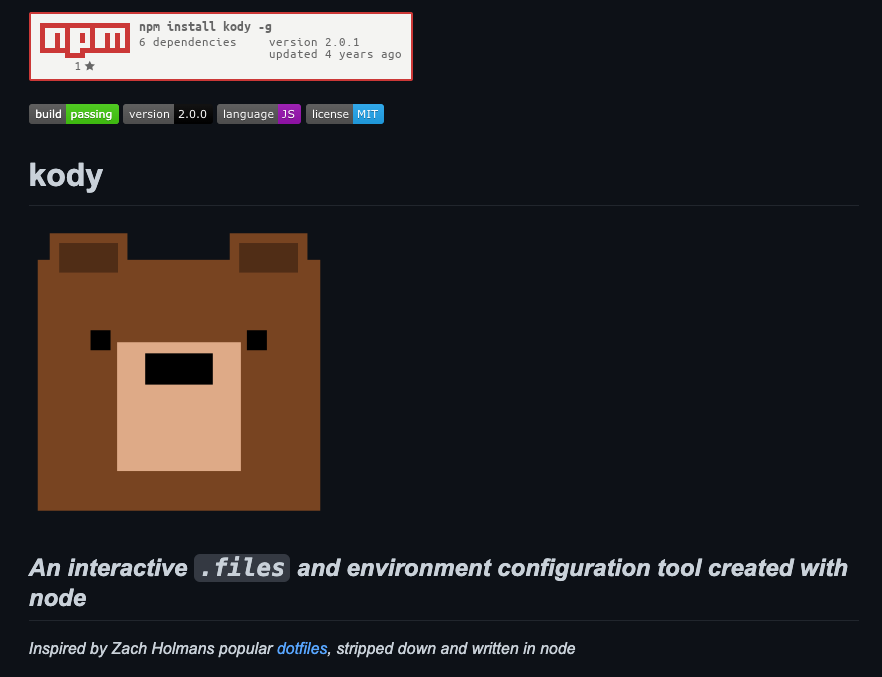 npm install kody -g
npm
6 dependencies version 2.0.1
updated 4 years ago
1 ★
build passing version 2.0.0 language JS license MIT
kody
An interactive .files and environment configuration tool created with
node
Inspired by Zach Holmans popular dotfiles, stripped down and written in node